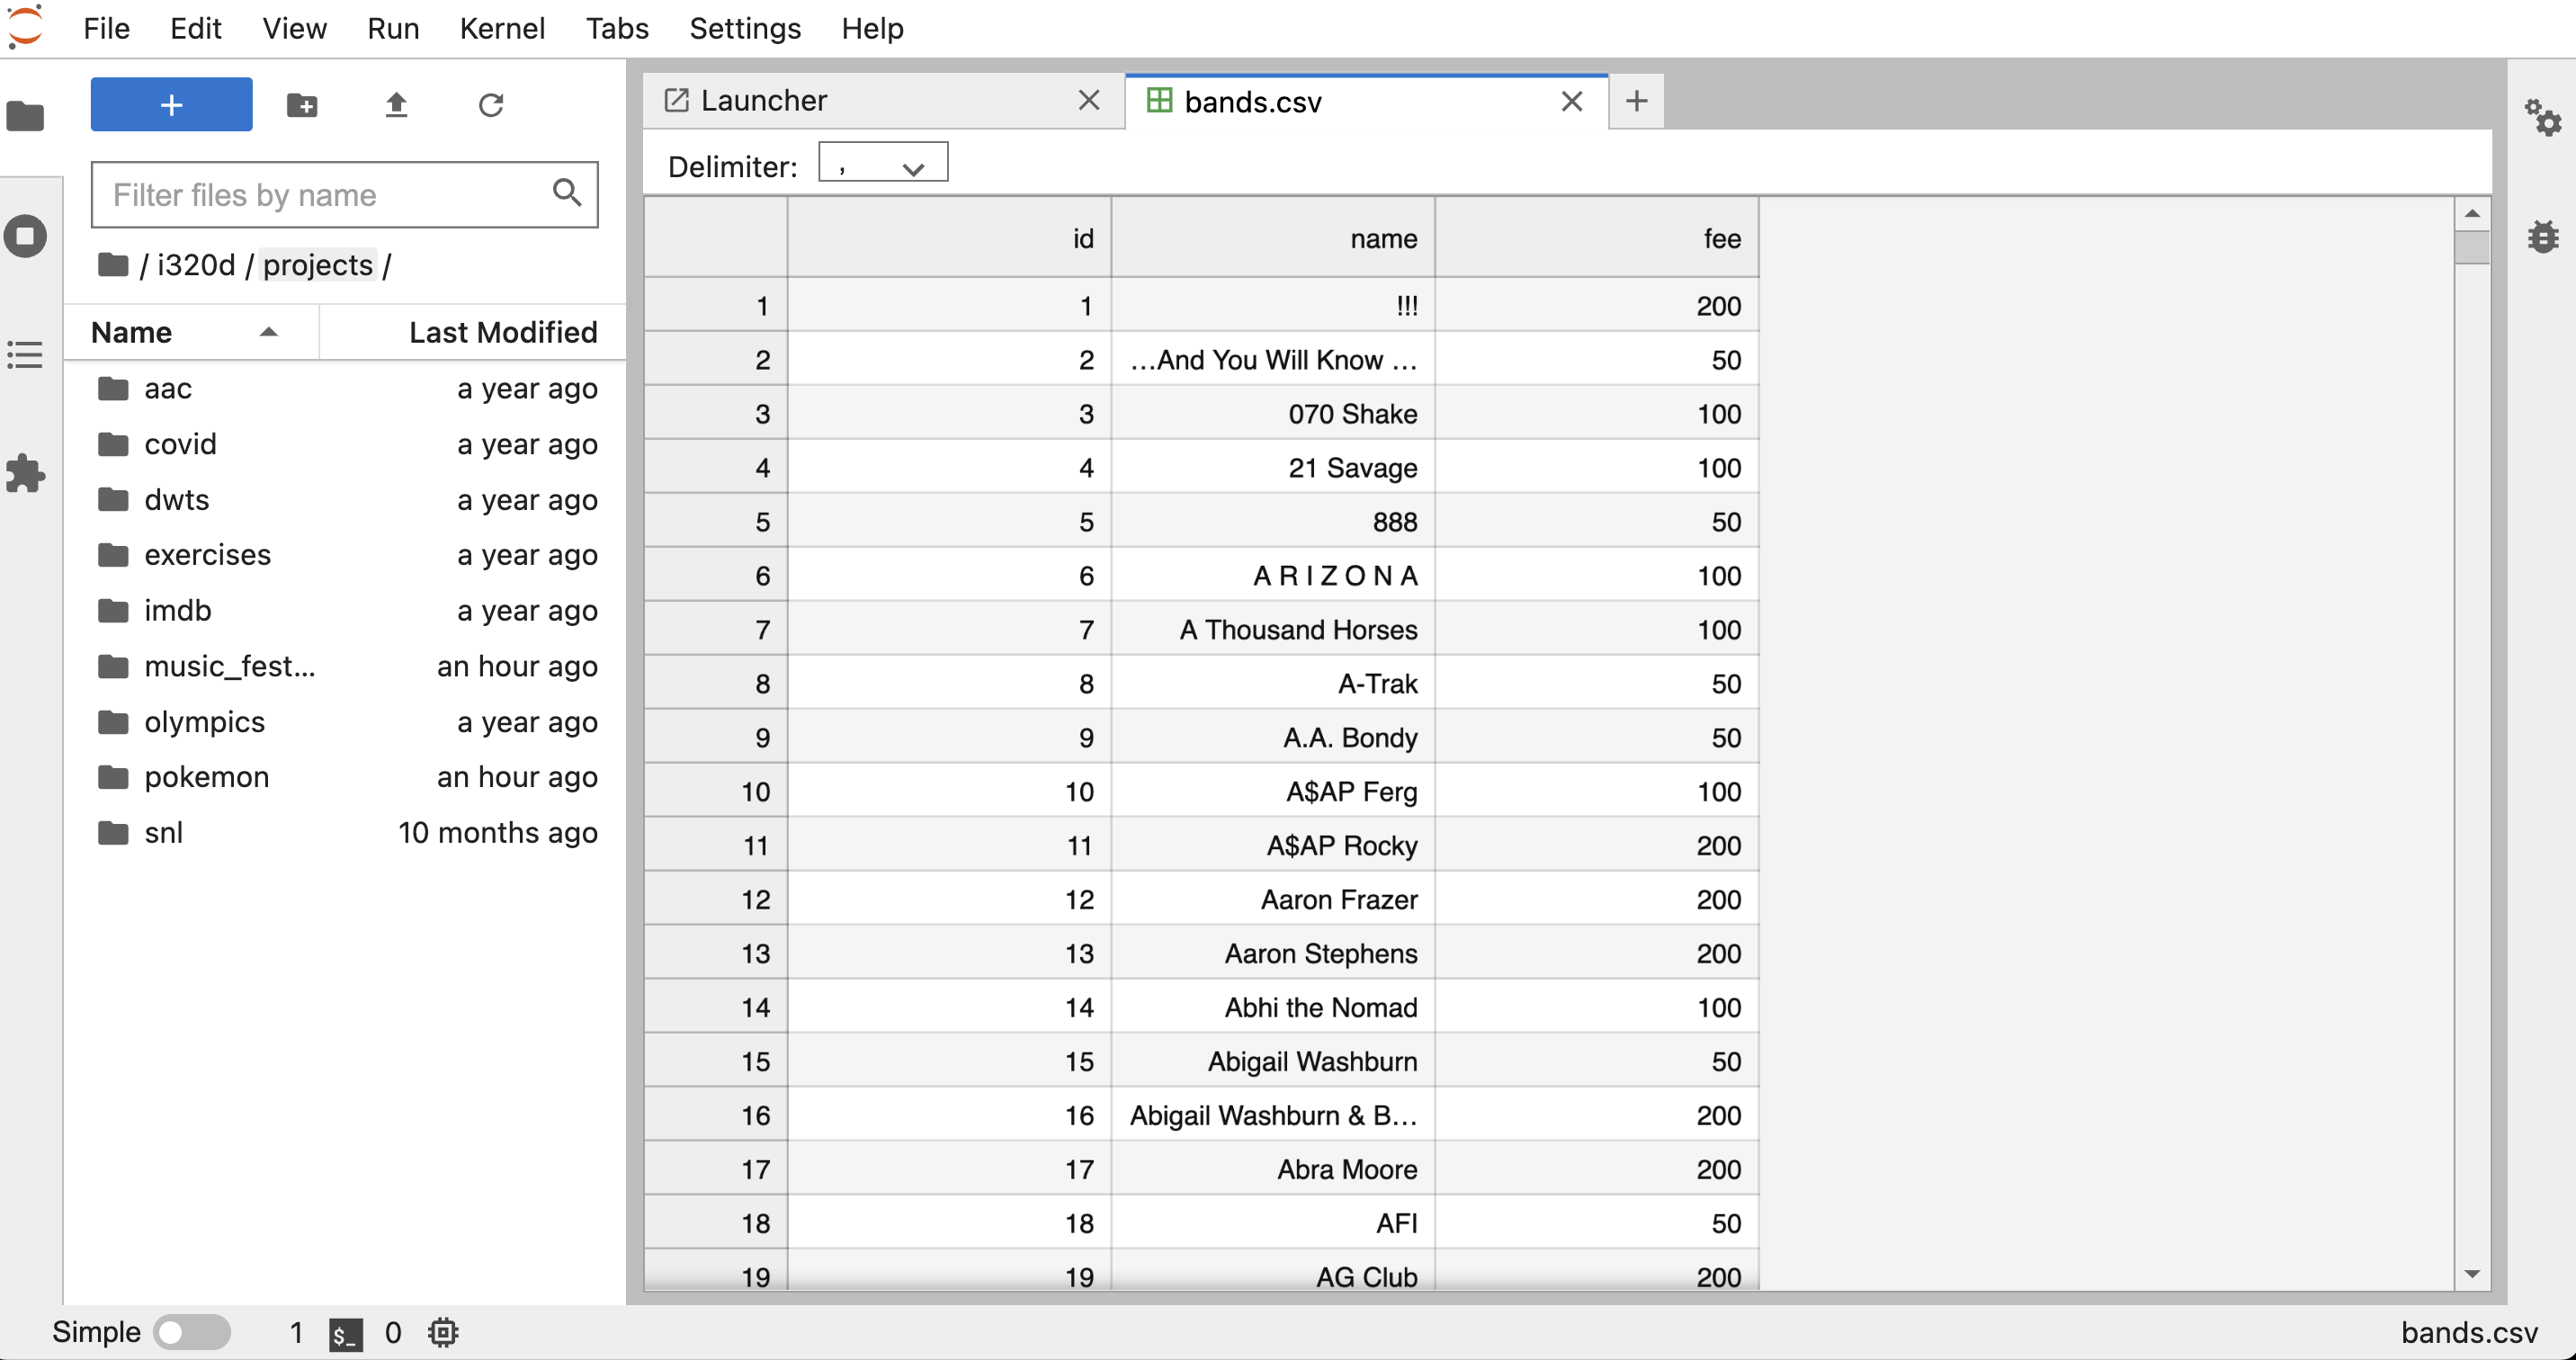 File Edit View Run Kernel Tabs Settings Help
+
Filter files by name
/ i320d / projects /
Name Last Modified
aac a year ago
covid a year ago
dwts a year ago
exercises a year ago
imdb a year ago
music_fest... an hour ago
olympics a year ago
pokemon an hour ago
snl 10 months ago
Launcher bands.csv
Delimiter: ,
id name fee
1 1 !!! 200
2 2 …And You Will Know … 50
3 3 070 Shake 100
4 4 21 Savage 100
5 5 888 50
6 6 A R I Z O N A 100
7 7 A Thousand Horses 100
8 8 A-Trak 50
9 9 A.A. Bondy 50
10 10 A$AP Ferg 100
11 11 A$AP Rocky 200
12 12 Aaron Frazer 200
13 13 Aaron Stephens 200
14 14 Abhi the Nomad 100
15 15 Abigail Washburn 50
16 16 Abigail Washburn & B… 200
17 17 Abra Moore 200
18 18 AFI 50
19 19 AG Club 200
Simple 1 $_ 0 bands.csv